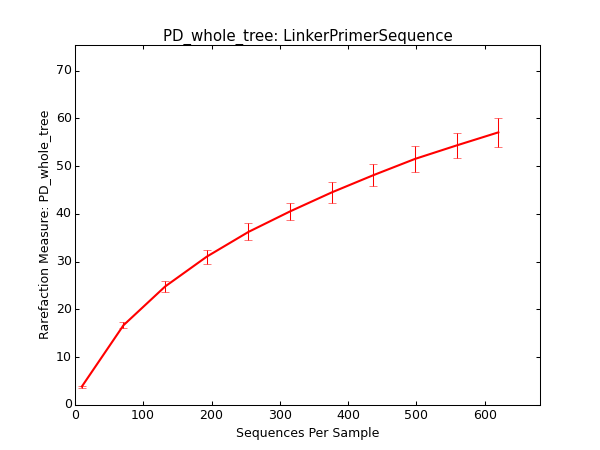 PD_whole_tree: LinkerPrimerSequence
Rarefaction Measure: PD_whole_tree
70
60
50
40
30
20
10
0
0 100 200 300 400 500 600
Sequences Per Sample